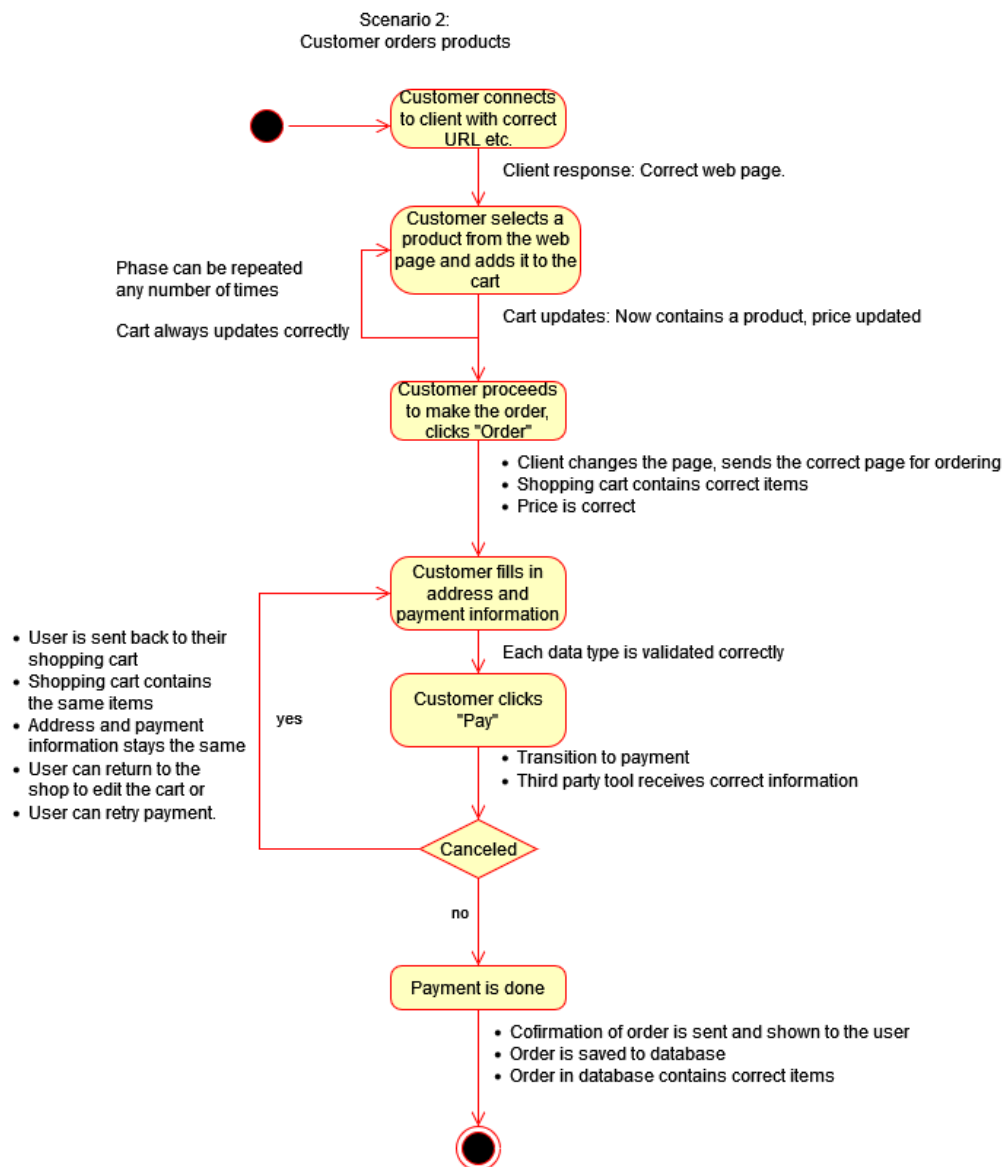 Scenario 2:
Customer orders products
Customer connects
to client with correct
URL etc.
Client response: Correct web page.
Customer selects a
product from the web
page and adds it to the
cart
Phase can be repeated
any number of times
Cart always updates correctly
Cart updates: Now contains a product, price updated
Customer proceeds
to make the order,
clicks "Order"
• Client changes the page, sends the correct page for ordering
• Shopping cart contains correct items
• Price is correct
Customer fills in
address and
payment information
• User is sent back to their
shopping cart
• Shopping cart contains
the same items
• Address and payment
information stays the same
• User can return to the
shop to edit the cart or
• User can retry payment.
yes
Each data type is validated correctly
Customer clicks
"Pay"
• Transition to payment
• Third party tool receives correct information
Canceled
no
Payment is done
• Cofirmation of order is sent and shown to the user
• Order is saved to database
• Order in database contains correct items